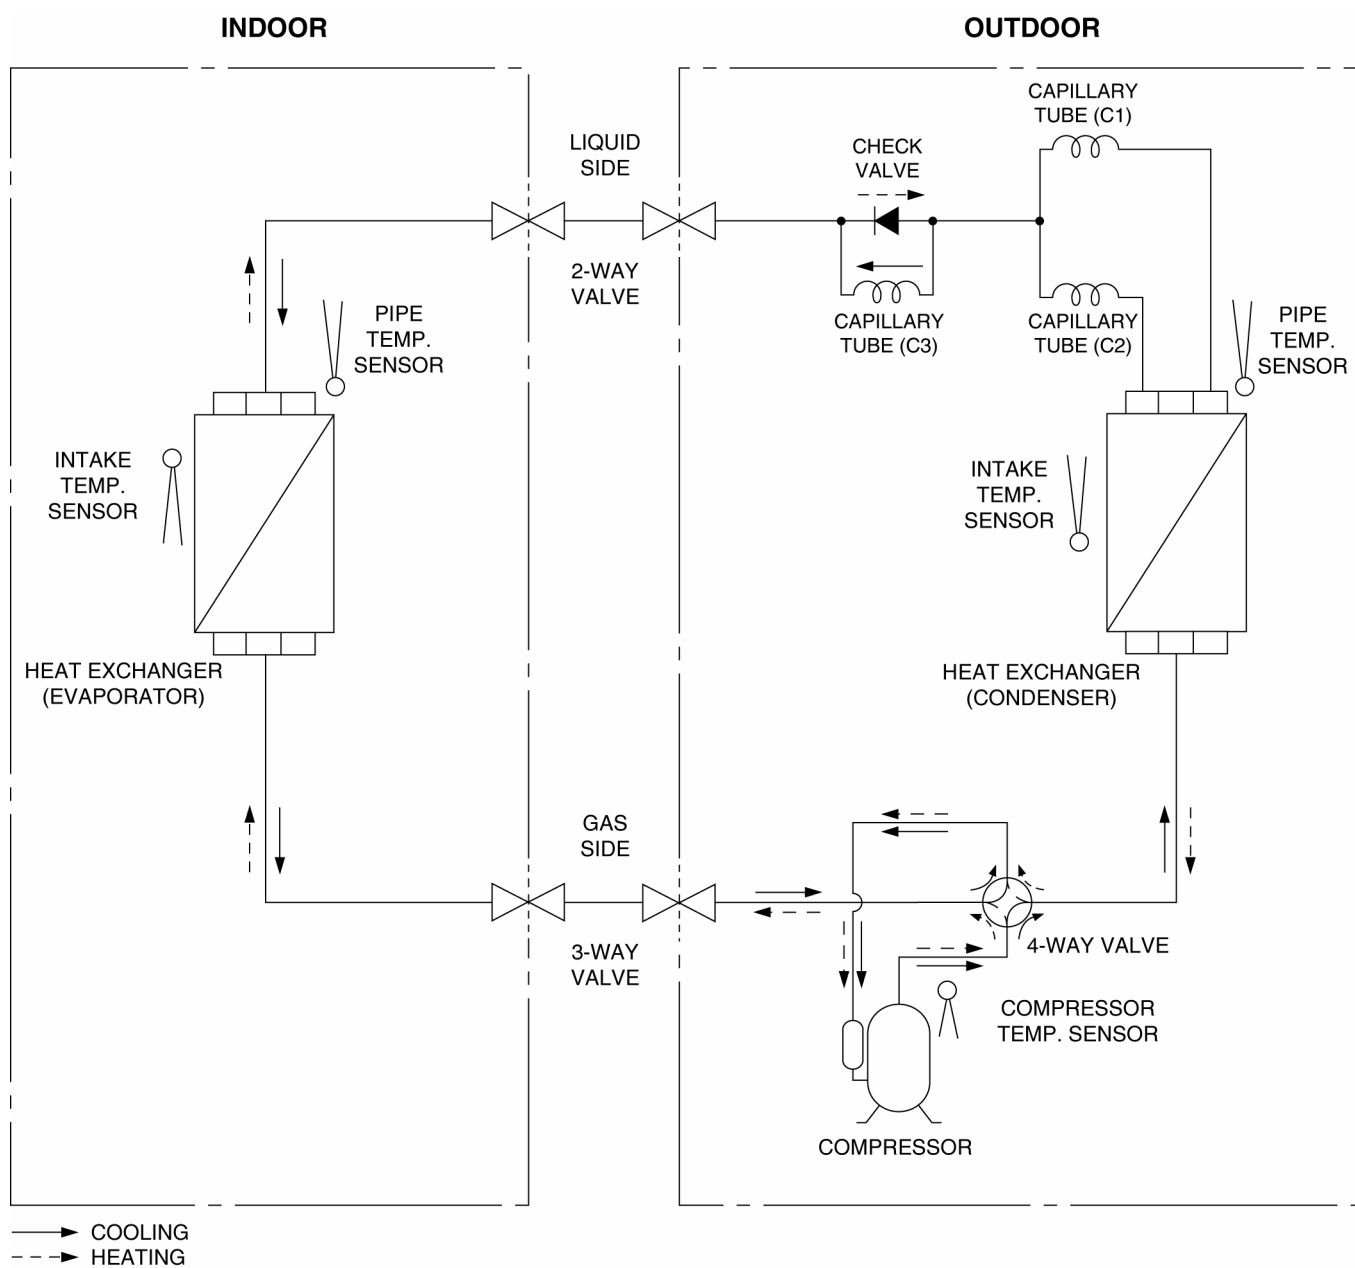 INDOOR
OUTDOOR
CAPILLARY
TUBE (C1)
LIQUID
SIDE
CHECK
VALVE
2-WAY
VALVE
PIPE
TEMP.
SENSOR
CAPILLARY
TUBE (C3)
CAPILLARY
TUBE (C2)
PIPE
TEMP.
SENSOR
INTAKE
TEMP.
SENSOR
INTAKE
TEMP.
SENSOR
HEAT EXCHANGER
(EVAPORATOR)
HEAT EXCHANGER
(CONDENSER)
GAS
SIDE
3-WAY
VALVE
4-WAY VALVE
COMPRESSOR
TEMP. SENSOR
COMPRESSOR
COOLING
HEATING